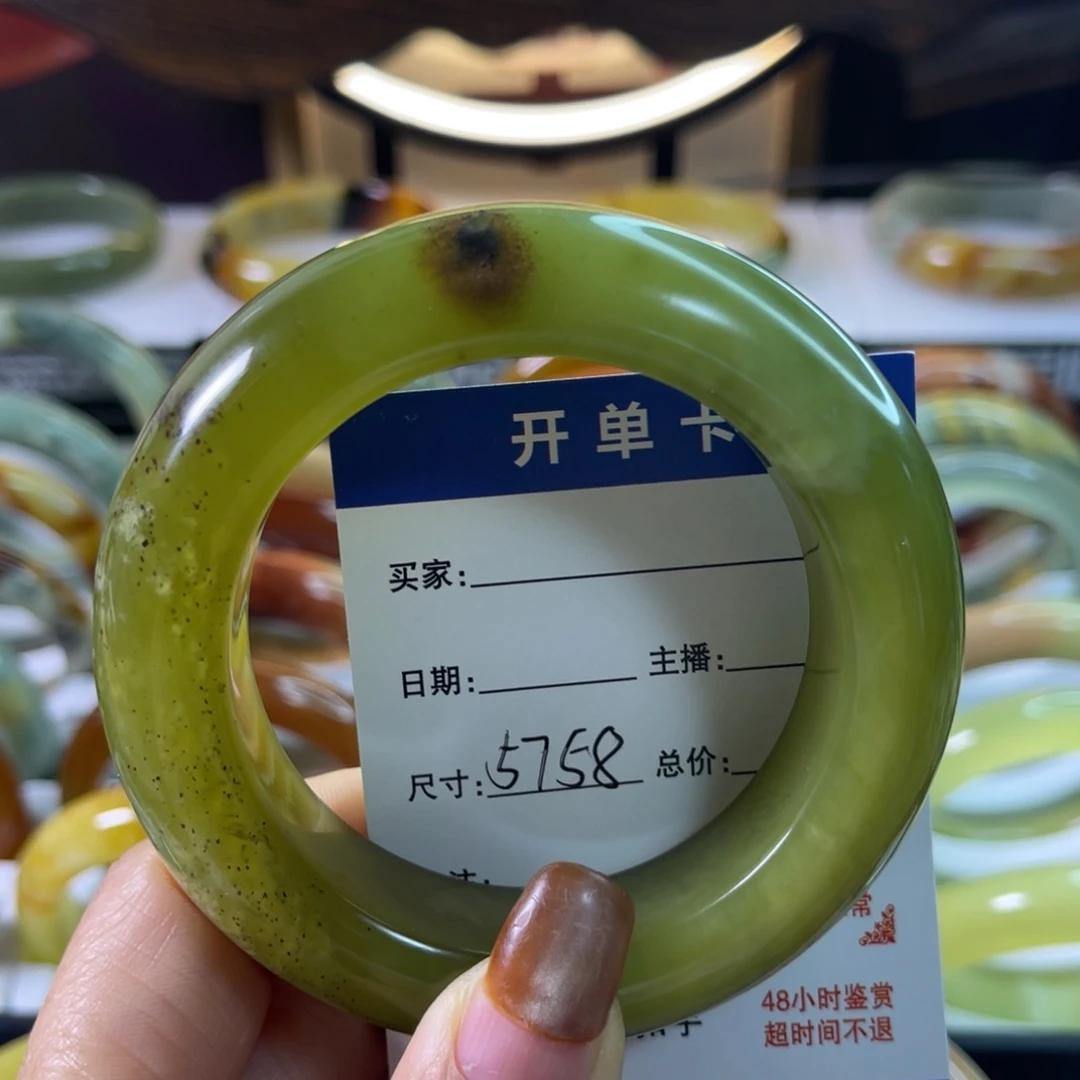 开单卡
买家:
日期: 主播:
尺寸:5758 总价:
常
48小时鉴赏
超时间不退